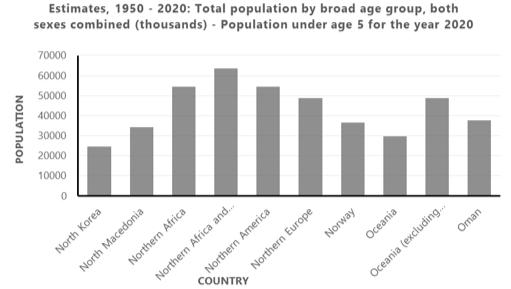 Estimates, 1950 - 2020: Total population by broad age group, both
sexes combined (thousands) - Population under age 5 for the year 2020
POPULATION
70000
60000
50000
40000
30000
20000
10000
0
North Korea
North Macedonia
Northern Africa
Northern Africa and...
Northern America
Northern Europe
Norway
Oceania
Oceania (excluding...
Oman
COUNTRY